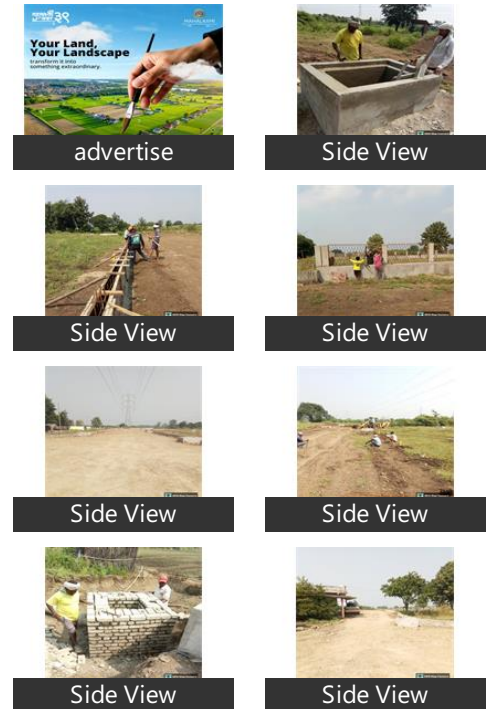 Your Land,
Your Landscape
transform it into
something extraordinary.
advertise
Side View
Side View
Side View
Side View
Side View
Side View
Side View